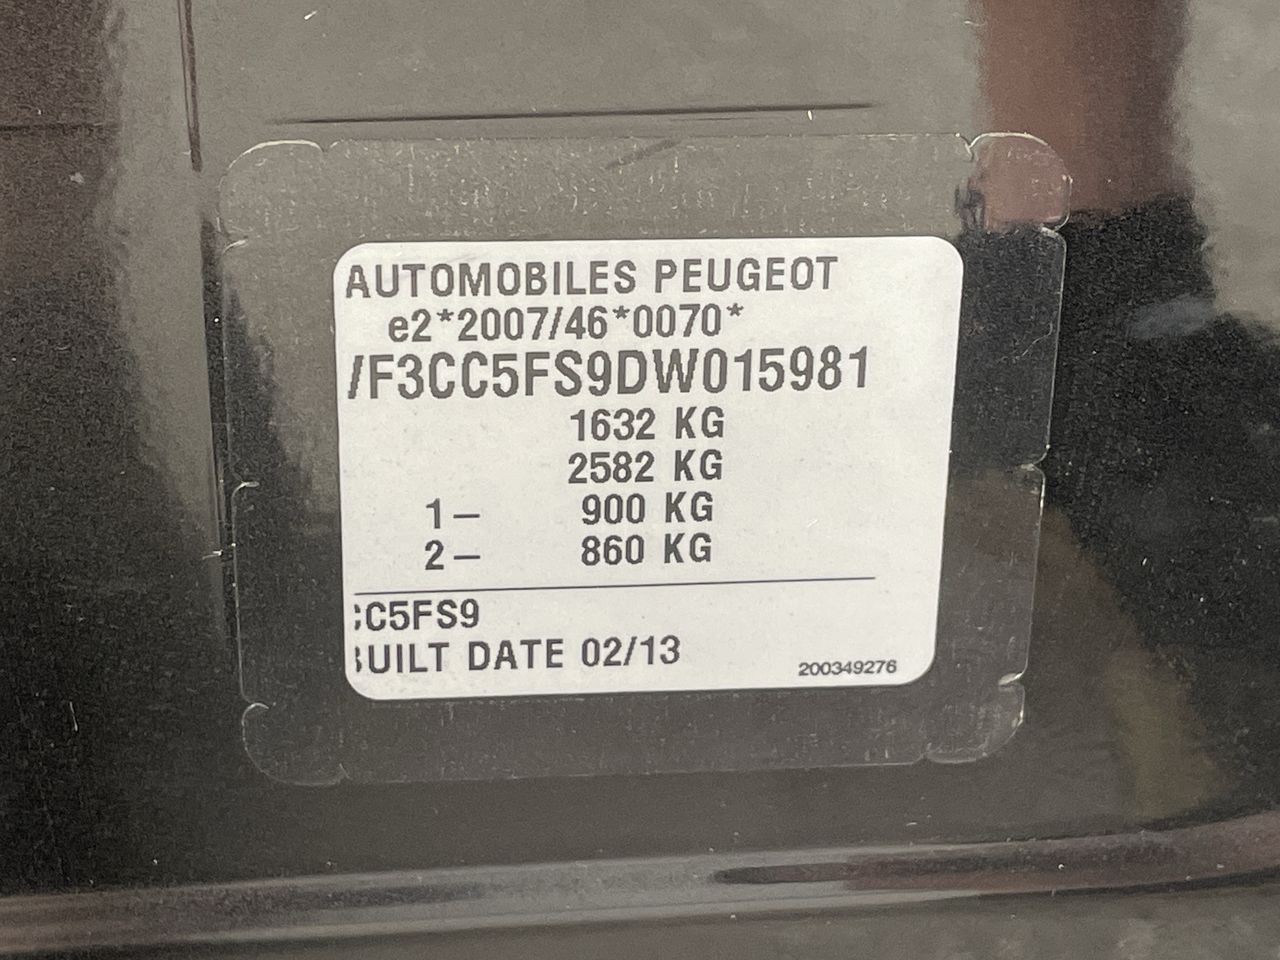 AUTOMOBILES PEUGEOT
e2*2007/46*0070*
VF3CC5FS9DW015981
1632 KG
2582 KG
1— 900 KG
2— 860 KG
CC5FS9
BUILT DATE 02/13
200349276